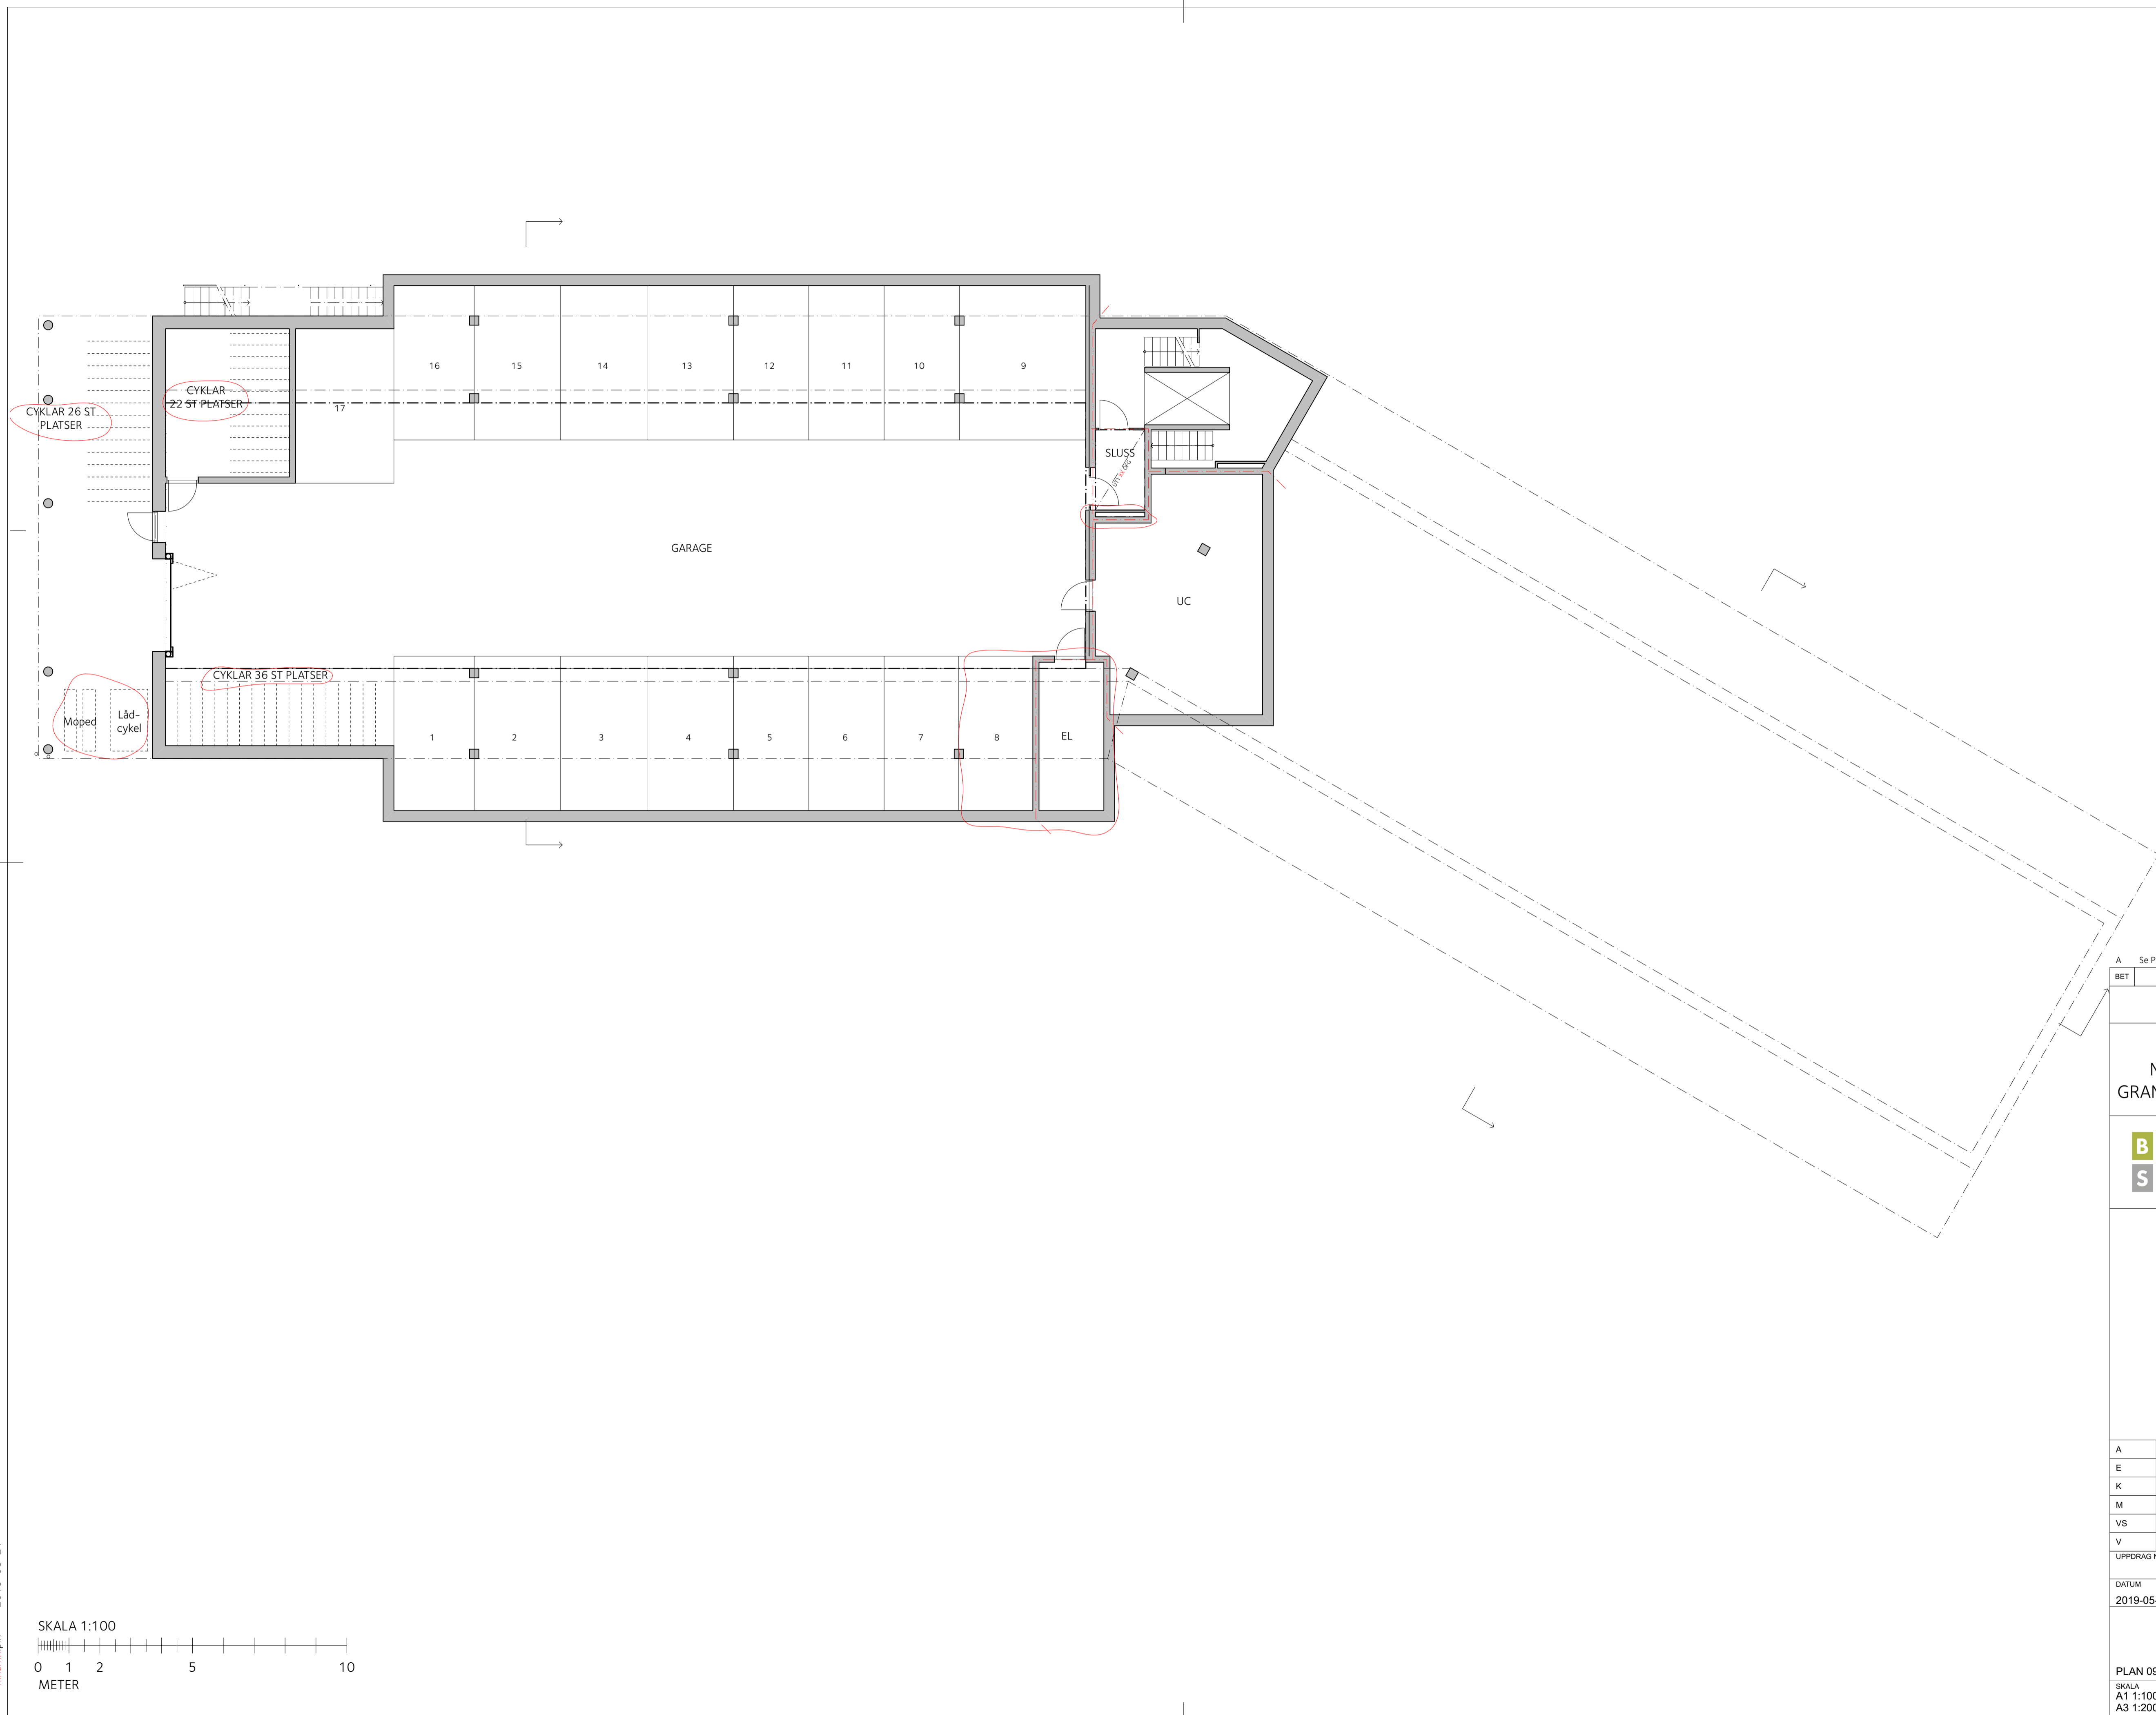 16
15
14
13
12
11
10
9
17
CYKLAR
22 ST PLATSER
CYKLAR 26 ST
PLATSER
SLUSS
GARAGE
UC
CYKLAR 36 ST PLATSER
Moped
Låd-
cykel
1
2
3
4
5
6
7
8
EL
A Se P
BET
GRAN
B
S
A
E
K
M
VS
V
UPPDRAG N
DATUM
2019-05-
PLAN 09
SKALA
A1 1:100
A3 1:200
SKALA 1:100
0 1 2 5 10
METER